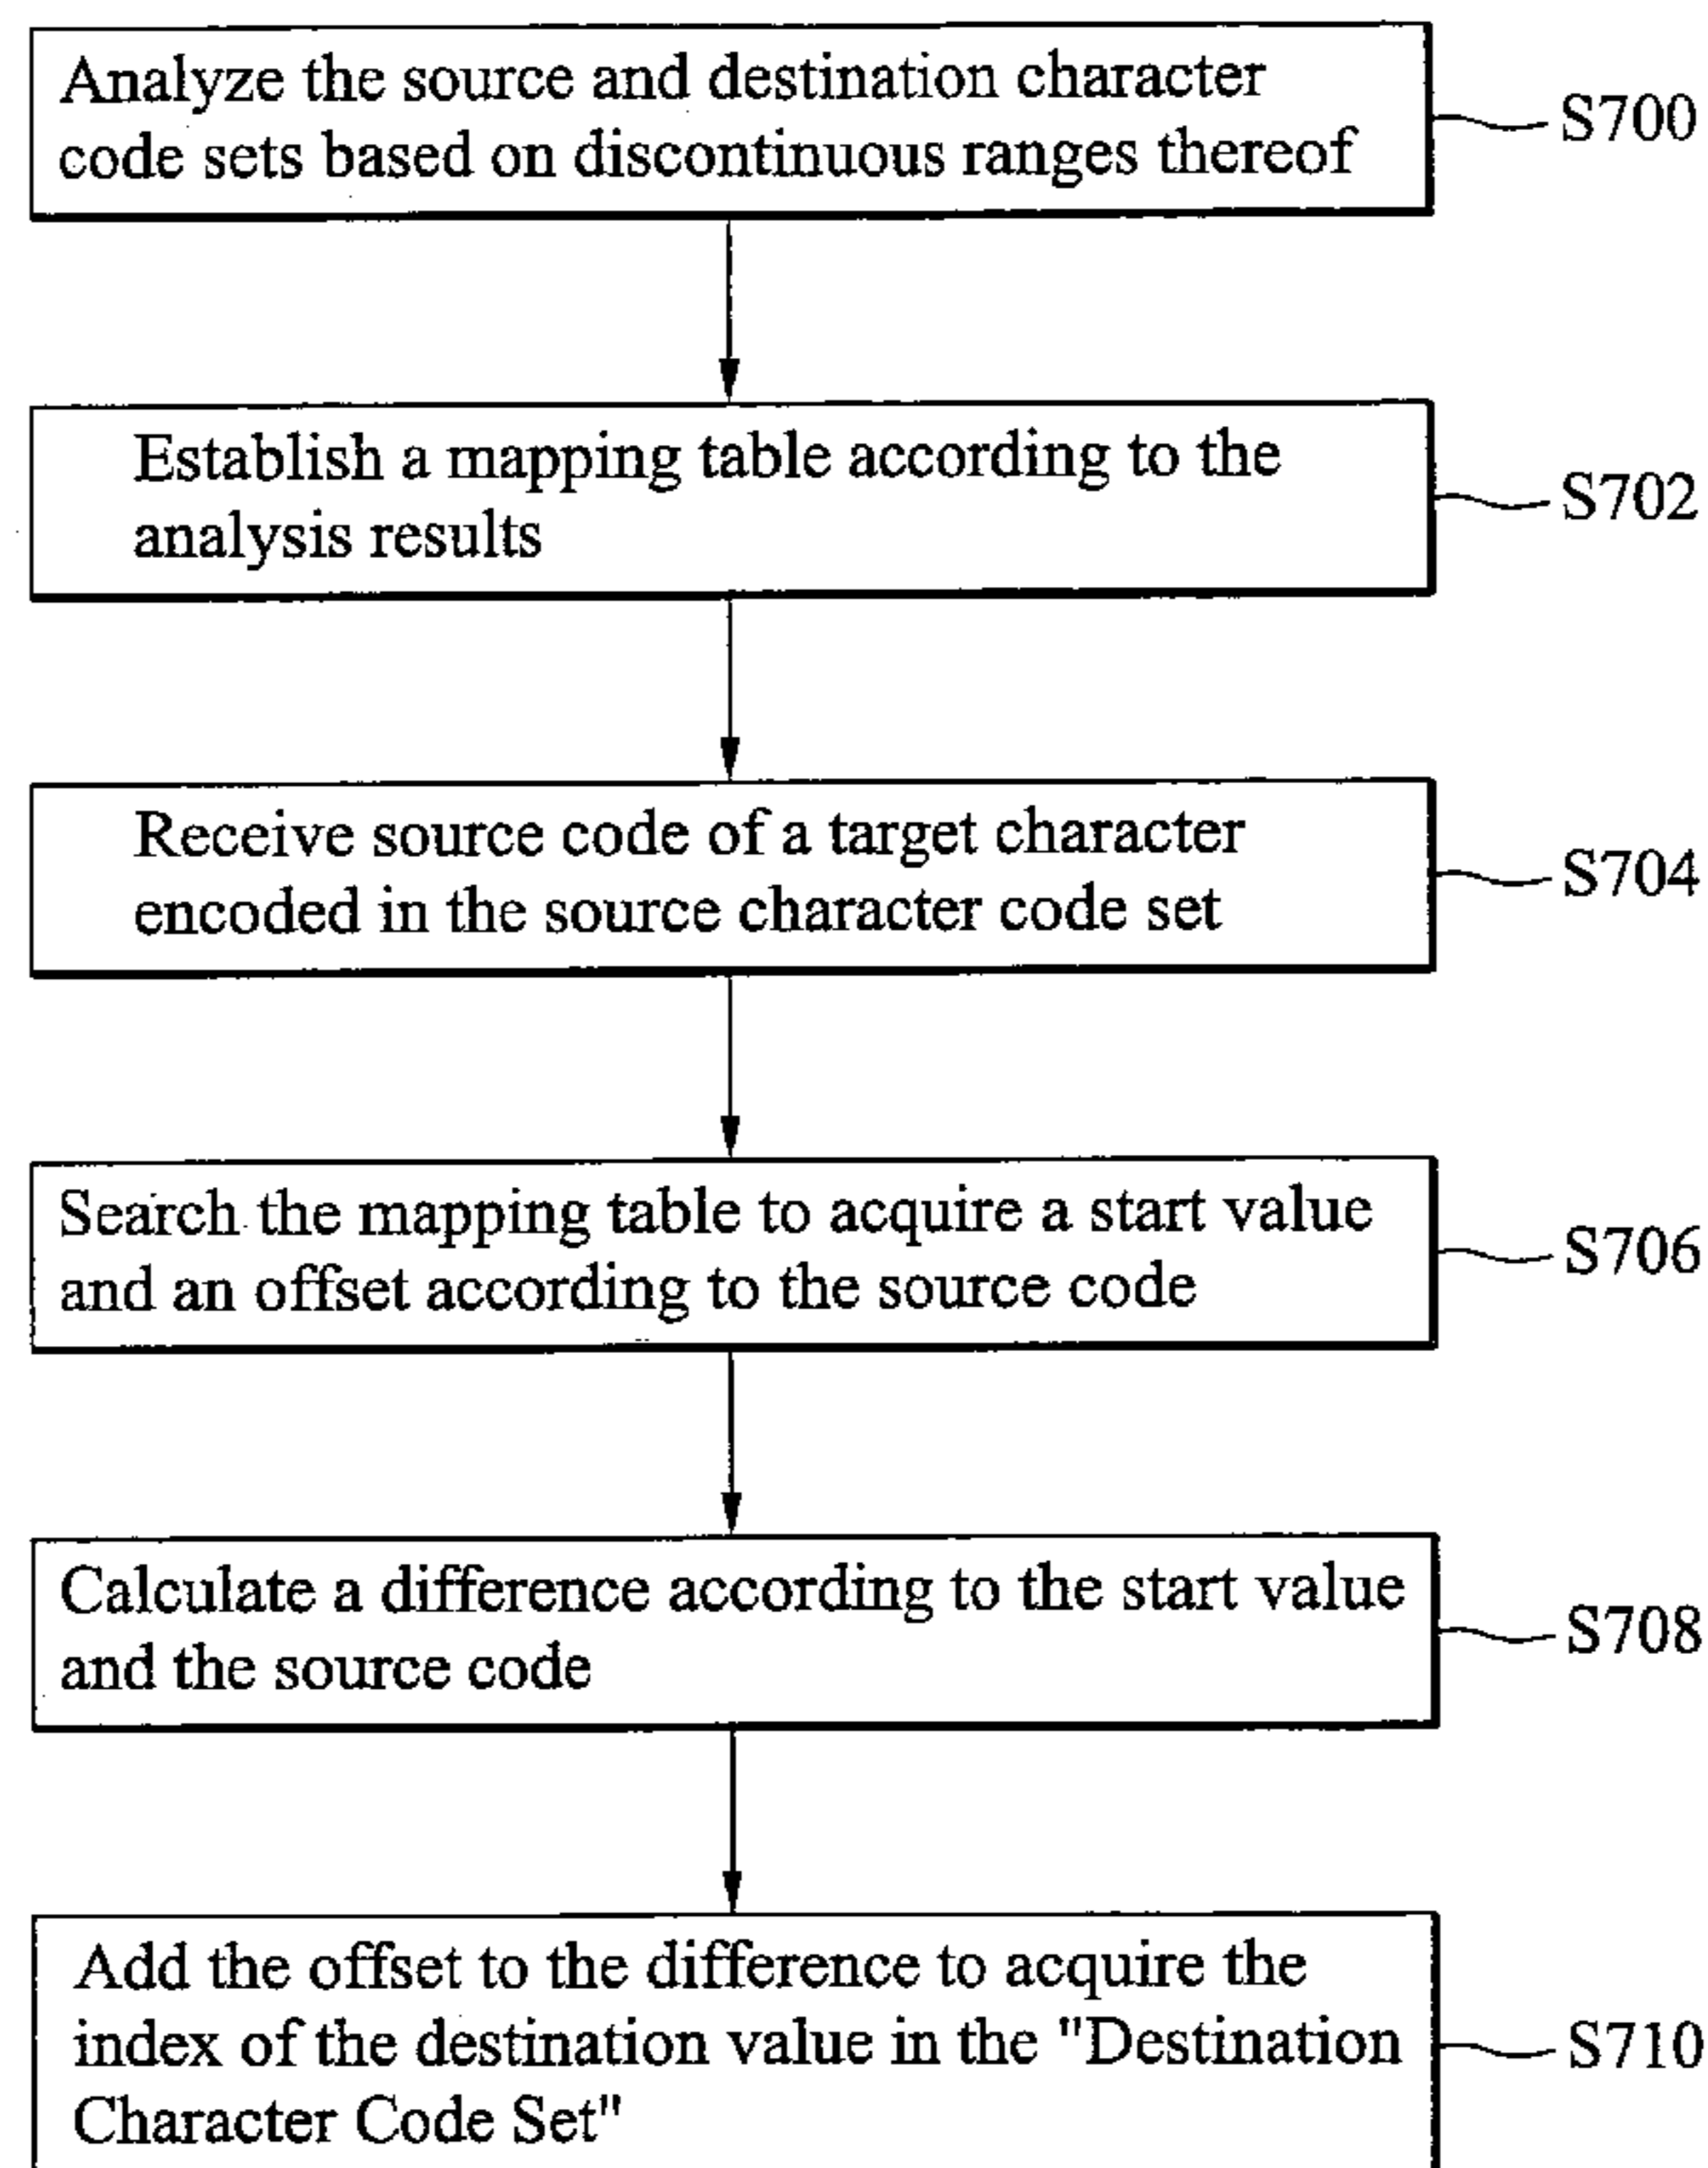 Analyze the source and destination character
code sets based on discontinuous ranges thereof
S700
Establish a mapping table according to the
analysis results
S702
Receive source code of a target character
encoded in the source character code set
S704
Search the mapping table to acquire a start value
and an offset according to the source code
S706
Calculate a difference according to the start value
and the source code
S708
Add the offset to the difference to acquire the
index of the destination value in the "Destination
Character Code Set"
S710